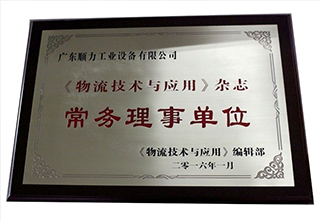 广东顺力工业设备有限公司
《物流技术与应用》杂志
常务理事单位
《物流技术与应用》编辑部
二零一六年一月